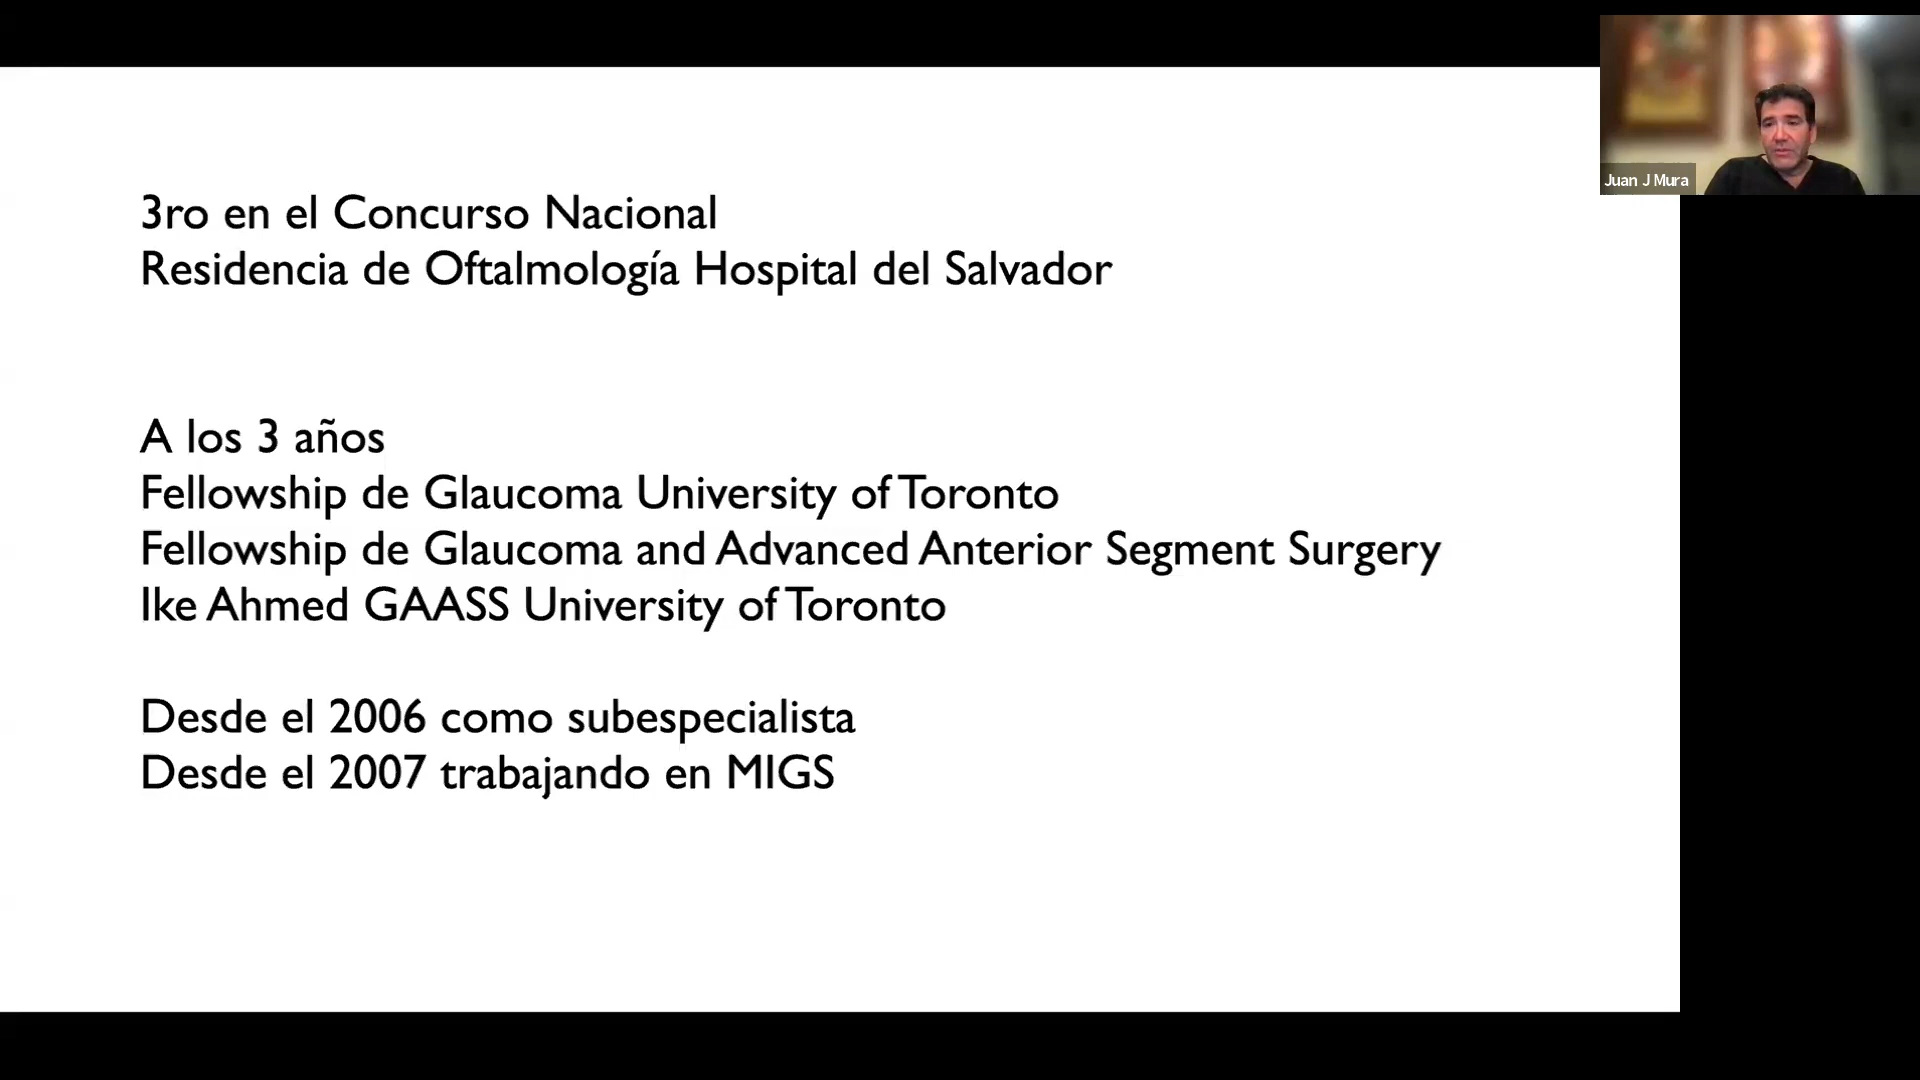 3ro en el Concurso Nacional
Residencia de Oftalmología Hospital del Salvador
A los 3 años
Fellowship de Glaucoma University of Toronto
Fellowship de Glaucoma and Advanced Anterior Segment Surgery
Ike Ahmed GAASS University of Toronto
Desde el 2006 como subespecialista
Desde el 2007 trabajando en MIGS
Juan J Mura